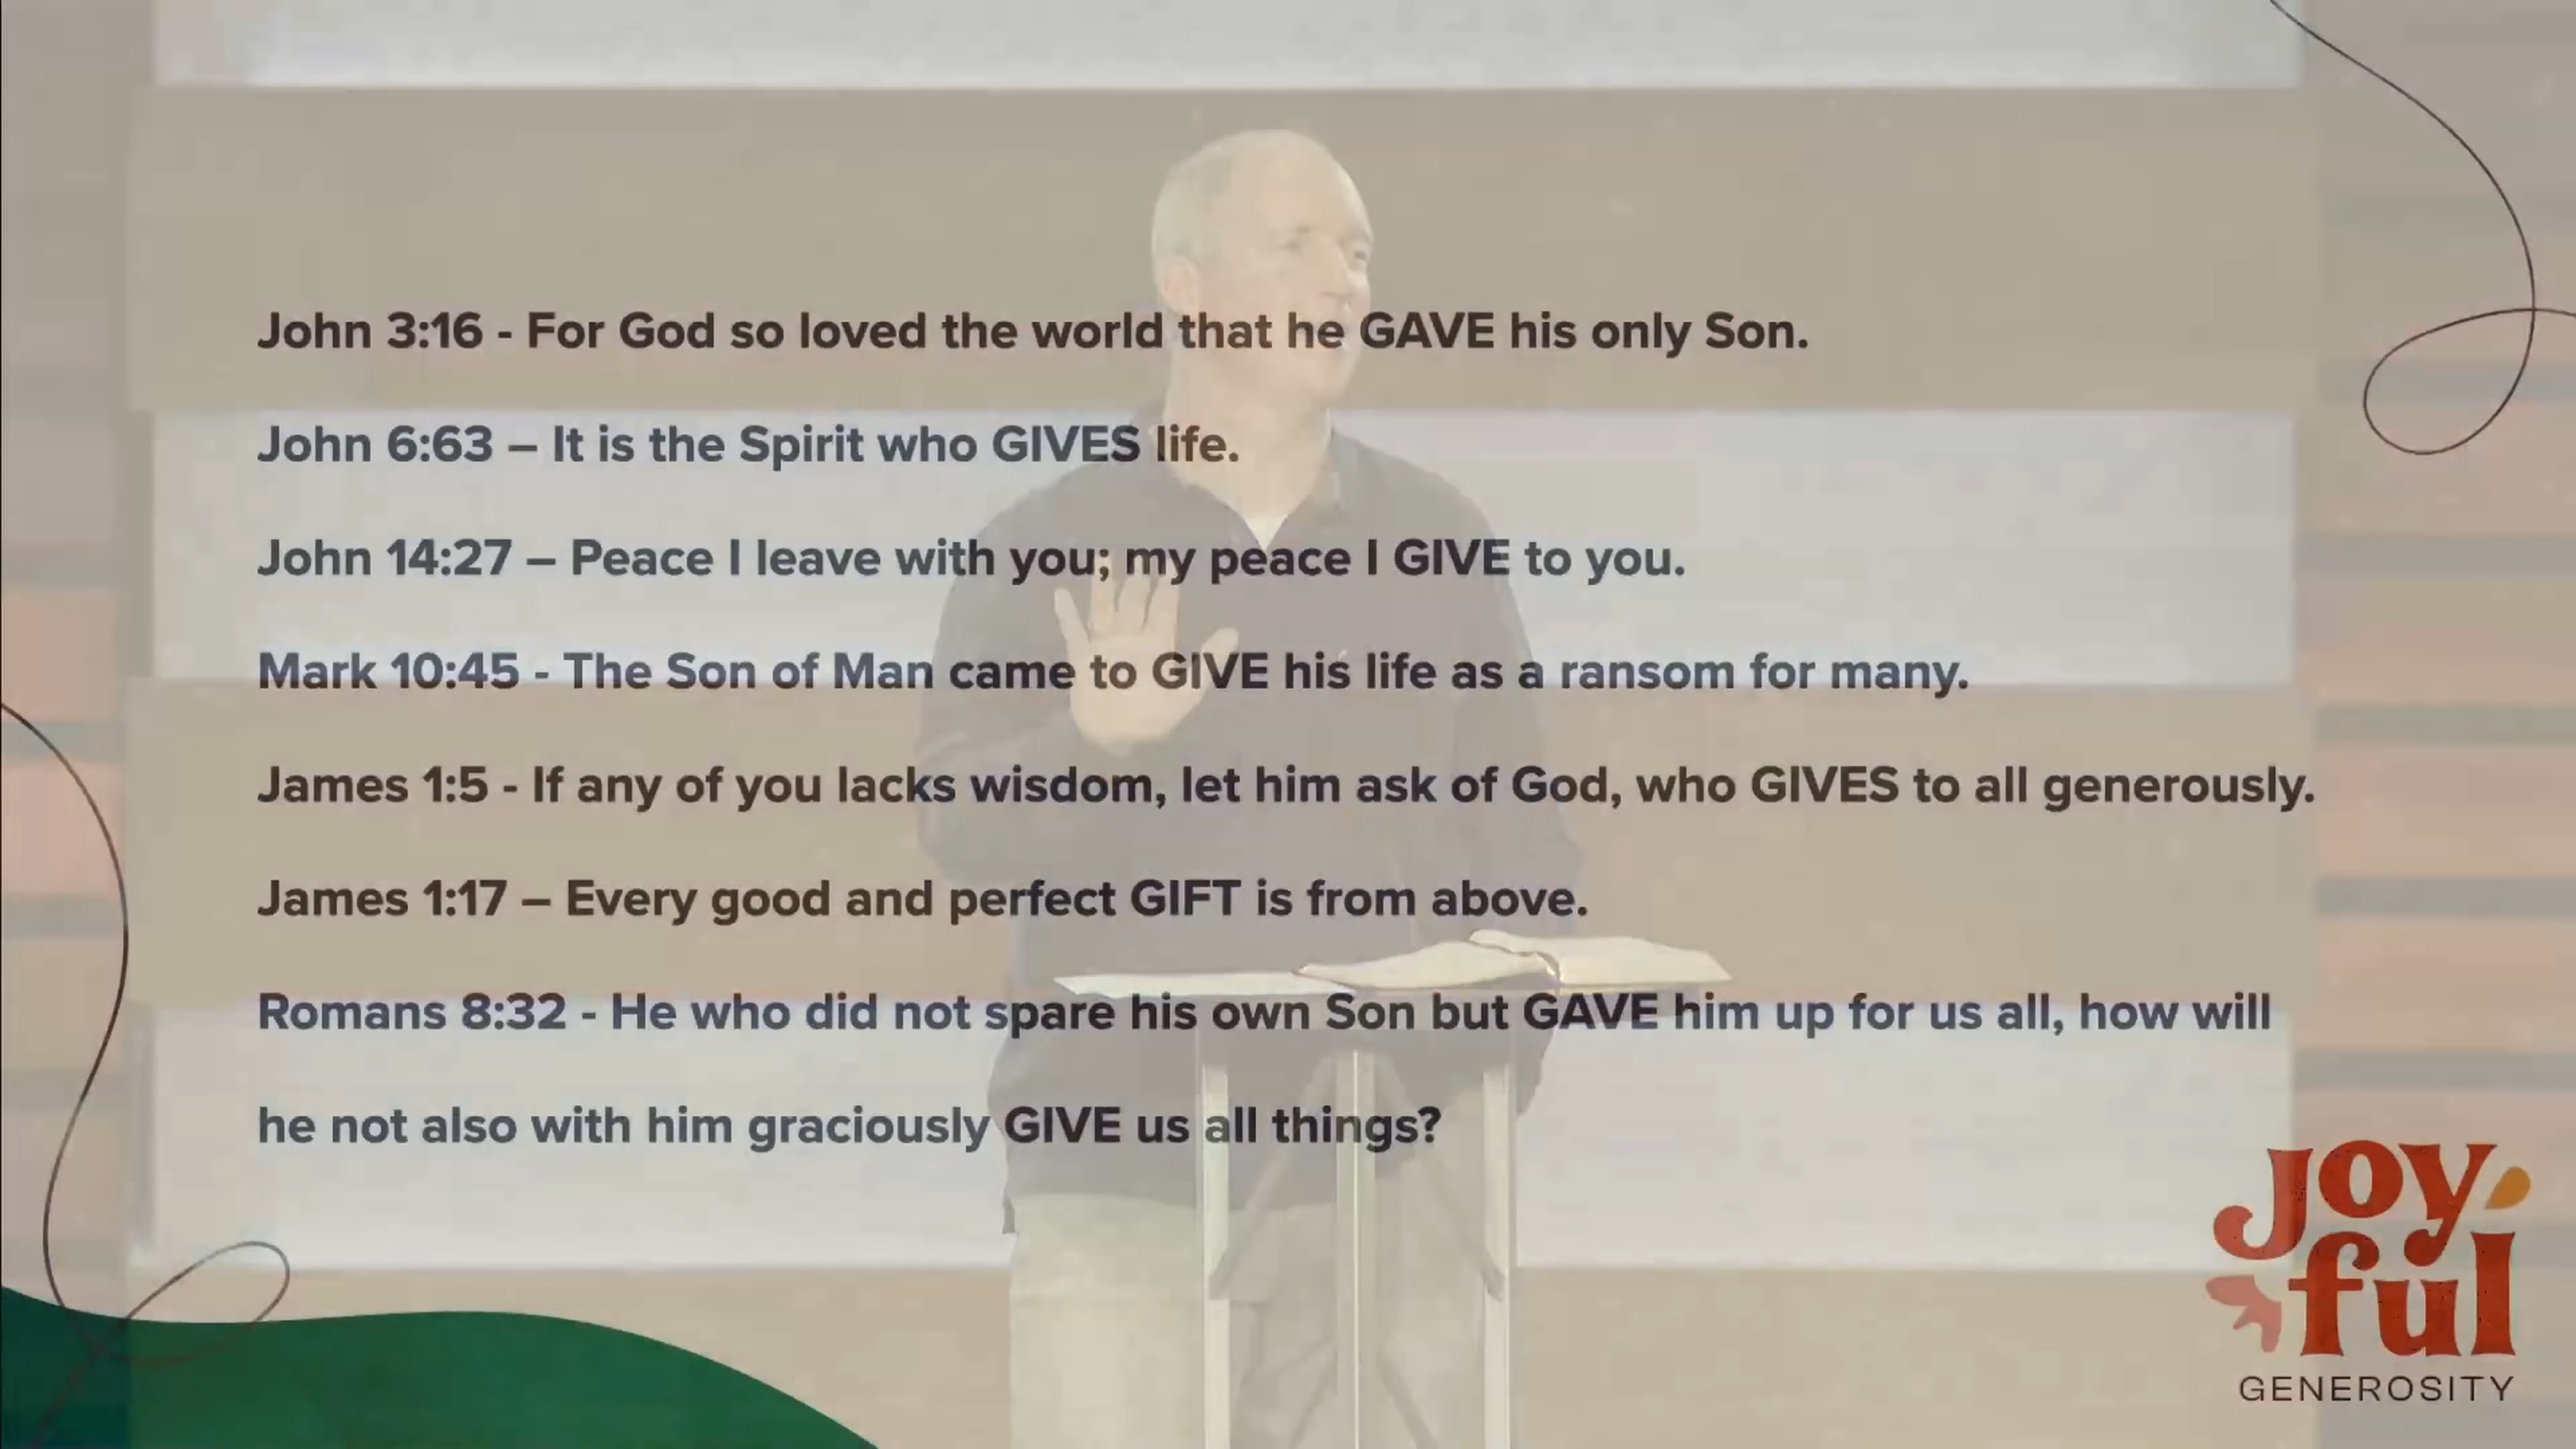 John 3:16 - For God so loved the world that he GAVE his only Son.
John 6:63 – It is the Spirit who GIVES life.
John 14:27 – Peace I leave with you; my peace I GIVE to you.
Mark 10:45 - The Son of Man came to GIVE his life as a ransom for many.
James 1:5 - If any of you lacks wisdom, let him ask of God, who GIVES to all generously.
James 1:17 – Every good and perfect GIFT is from above.
Romans 8:32 - He who did not spare his own Son but GAVE him up for us all, how will
he not also with him graciously GIVE us all things?
Joy
ful
GENEROSITY